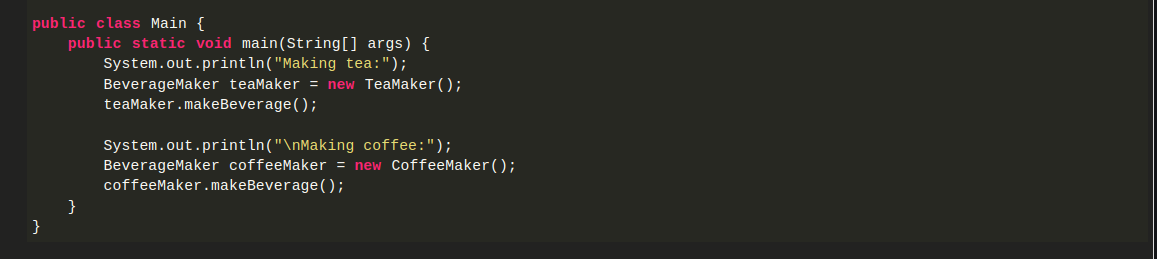 public class Main {
    public static void main(String[] args) {
        System.out.println("Making tea:");
        BeverageMaker teaMaker = new TeaMaker();
        teaMaker.makeBeverage();

        System.out.println("\nMaking coffee:");
        BeverageMaker coffeeMaker = new CoffeeMaker();
        coffeeMaker.makeBeverage();
    }
}